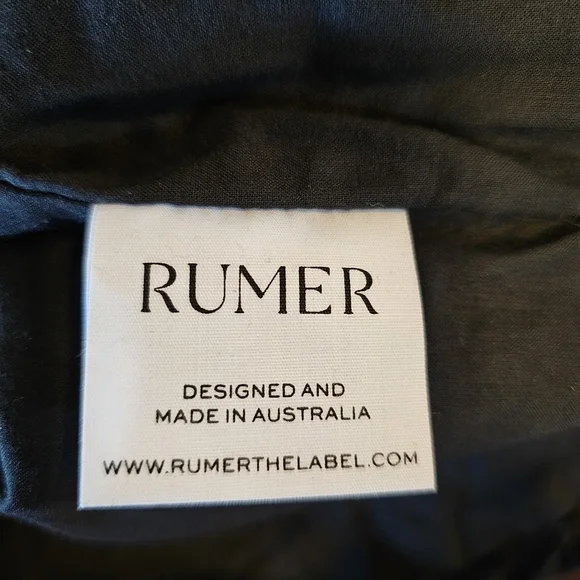 RUMER
DESIGNED AND
MADE IN AUSTRALIA
WWW.RUMERTHELABEL.COM